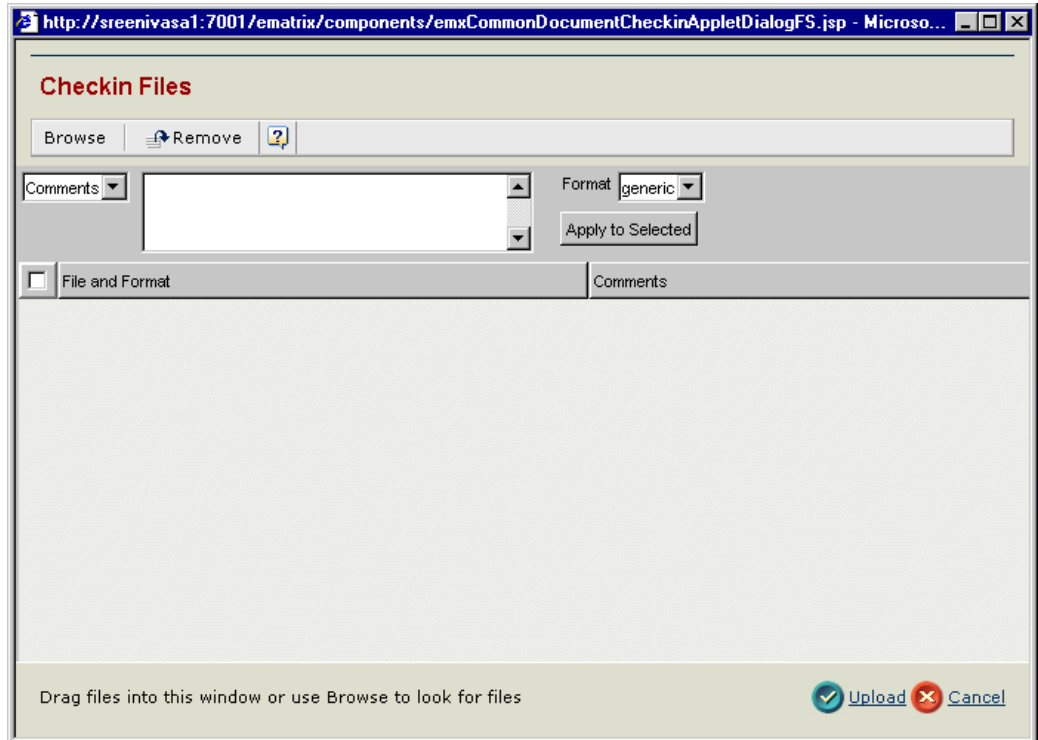 http://sreenivasa1:7001/ematrix/components/emxCommonDocumentCheckinAppletDialogFS.jsp - Microso...
Checkin Files
Browse Remove ?
Comments Format generic
Apply to Selected
File and Format Comments
Drag files into this window or use Browse to look for files Upload Cancel